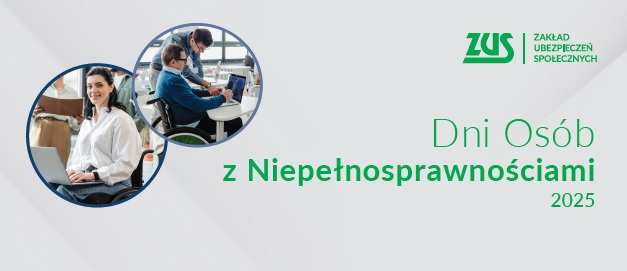 ZUS
ZAKŁAD
UBEZPIECZEŃ
SPOŁECZNYCH
Dni Osób
z Niepełnosprawnościami
2025